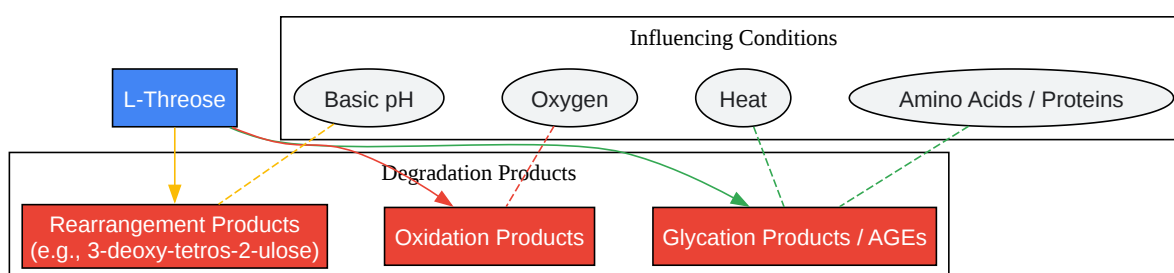 Influencing Conditions
L-Threose
Basic pH
Oxygen
Heat
Amino Acids / Proteins
Degradation Products
Rearrangement Products
(e.g., 3-deoxy-tetros-2-ulose)
Oxidation Products
Glycation Products / AGEs